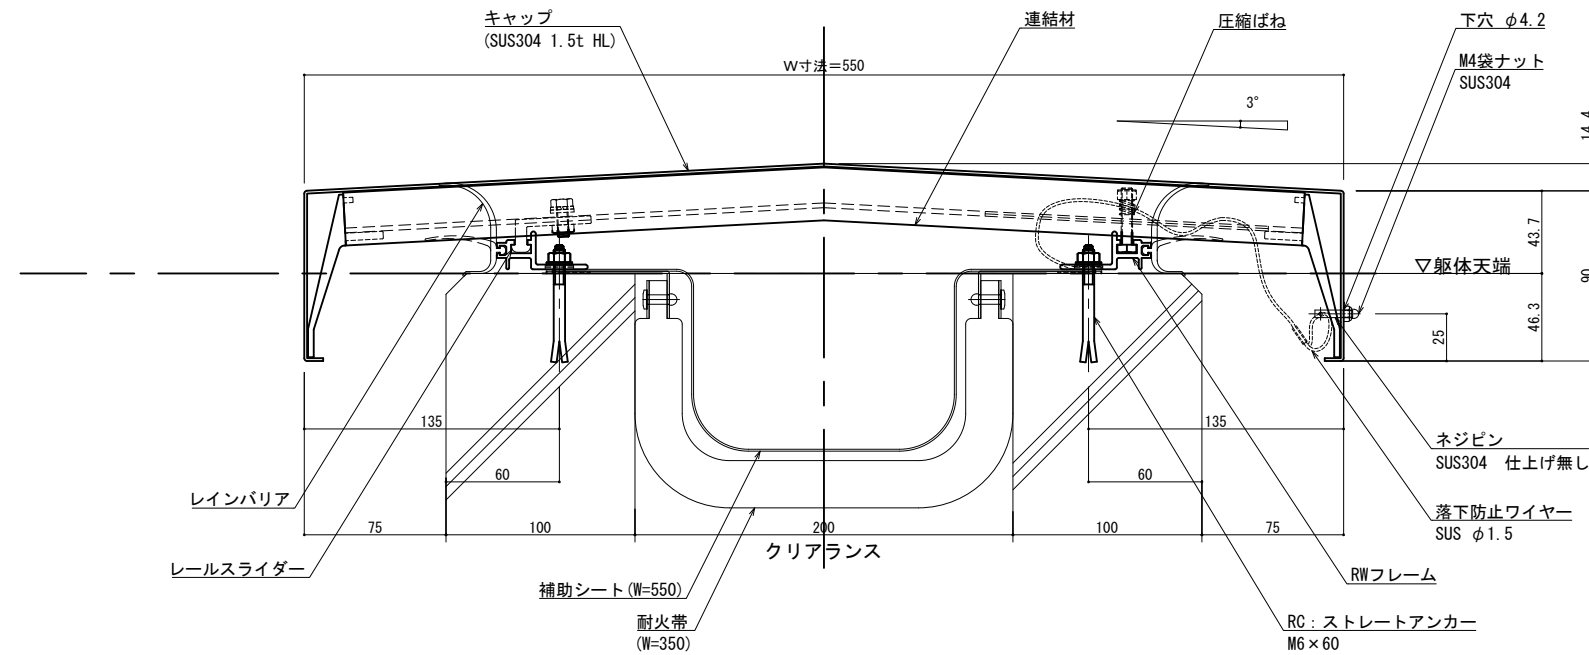 キャップ
(SUS304 1.5t HL)
連結材
圧縮ばね
下穴 φ4.2
M4袋ナット
SUS304
W寸法=550
3°
14.4
43.7
▽躯体天端
90
46.3
25
135
135
60
60
ネジピン
SUS304 仕上げ無し
レインバリア
落下防止ワイヤー
SUS φ1.5
75
100
200
100
75
クリアランス
レールスライダー
RWフレーム
補助シート(W=550)
耐火帯
(W=350)
RC:ストレートアンカー
M6×60